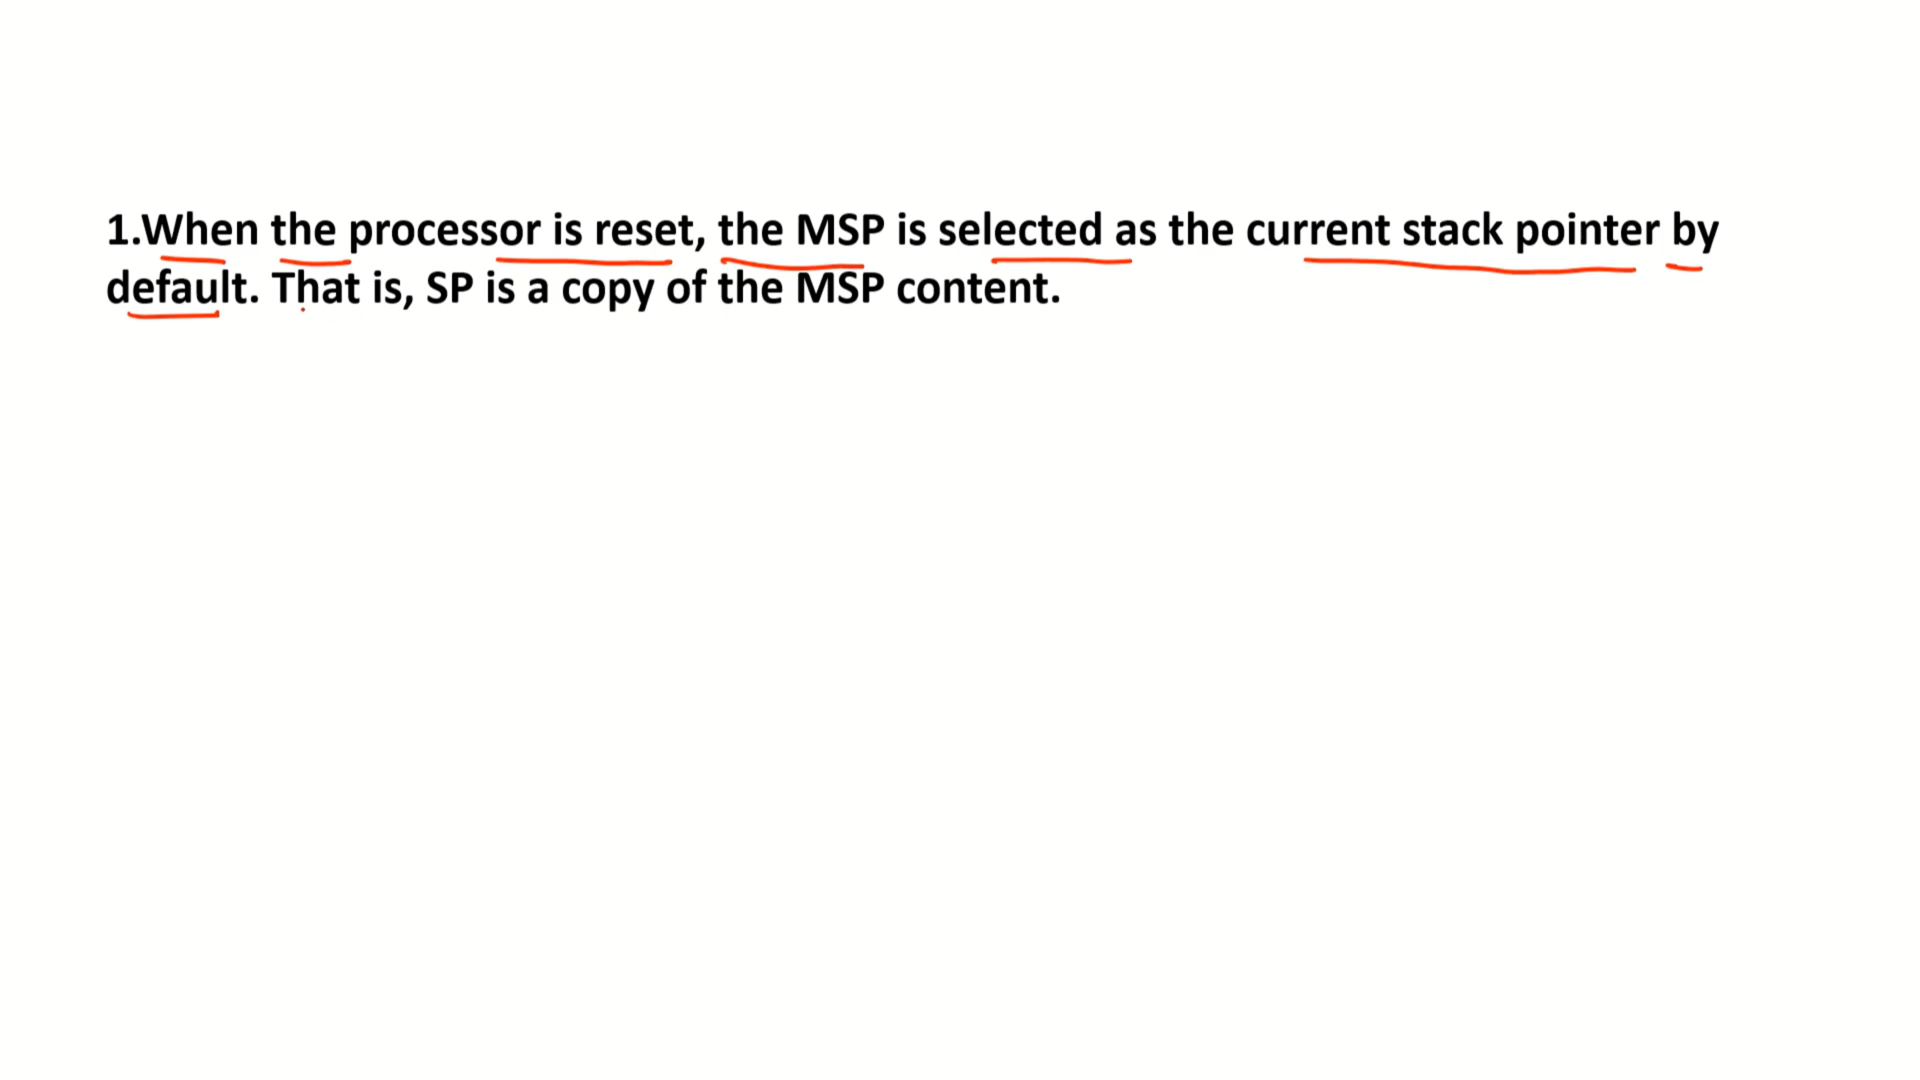 1.When the processor is reset, the MSP is selected as the current stack pointer by
default. That is, SP is a copy of the MSP content.